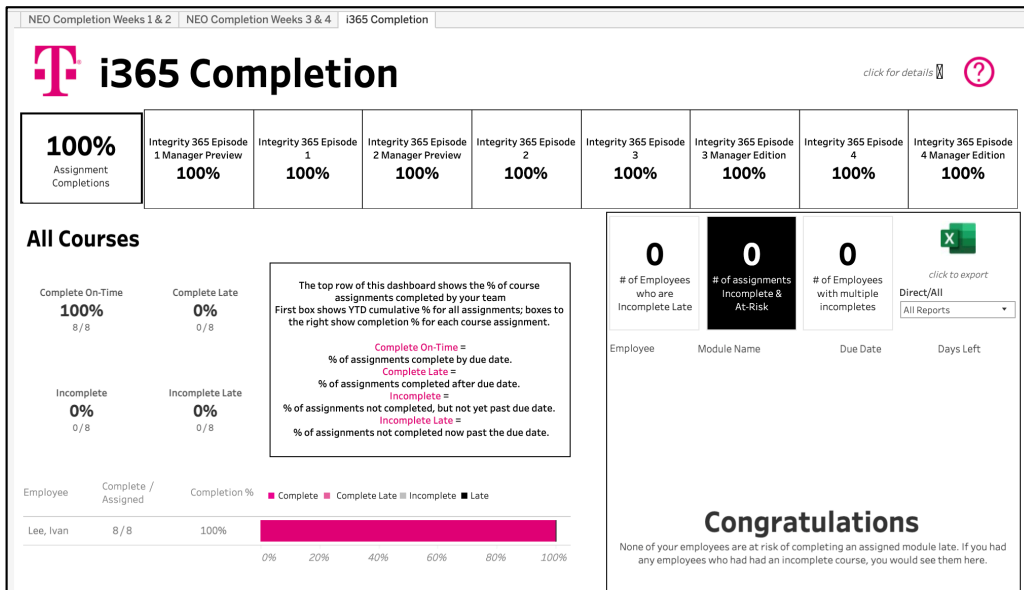 NEO Completion Weeks 1 & 2
NEO Completion Weeks 3 & 4
i365 Completion
T
i365 Completion
click for details
?
100%
Assignment
Completions
Integrity 365 Episode
1 Manager Preview
100%
Integrity 365 Episode
1
100%
Integrity 365 Episode
2 Manager Preview
100%
Integrity 365 Episode
2
100%
Integrity 365 Episode
3
100%
Integrity 365 Episode
3 Manager Edition
100%
Integrity 365 Episode
4
100%
Integrity 365 Episode
4 Manager Edition
100%
All Courses
Complete On-Time
100%
8/8
Complete Late
0%
0/8
Incomplete
0%
0/8
Incomplete Late
0%
0/8
The top row of this dashboard shows the % of course
assignments completed by your team
First box shows YTD cumulative % for all assignments; boxes to
the right show completion % for each course assignment.
Complete On-Time =
% of assignments complete by due date.
Complete Late =
% of assignments completed after due date.
Incomplete =
% of assignments not completed, but not yet past due date.
Incomplete Late =
% of assignments not completed now past the due date.
Employee
Complete /
Assigned
Completion %
Complete
Complete Late
Incomplete
Late
Lee, Ivan
8/8
100%
0%
20%
40%
60%
80%
100%
0
# of Employees
who are
Incomplete Late
0
# of assignments
Incomplete &
At-Risk
0
# of Employees
with multiple
incompletes
X
click to export
Direct/All
All Reports
Employee
Module Name
Due Date
Days Left
Congratulations
None of your employees are at risk of completing an assigned module late. If you had
any employees who had had an incomplete course, you would see them here.